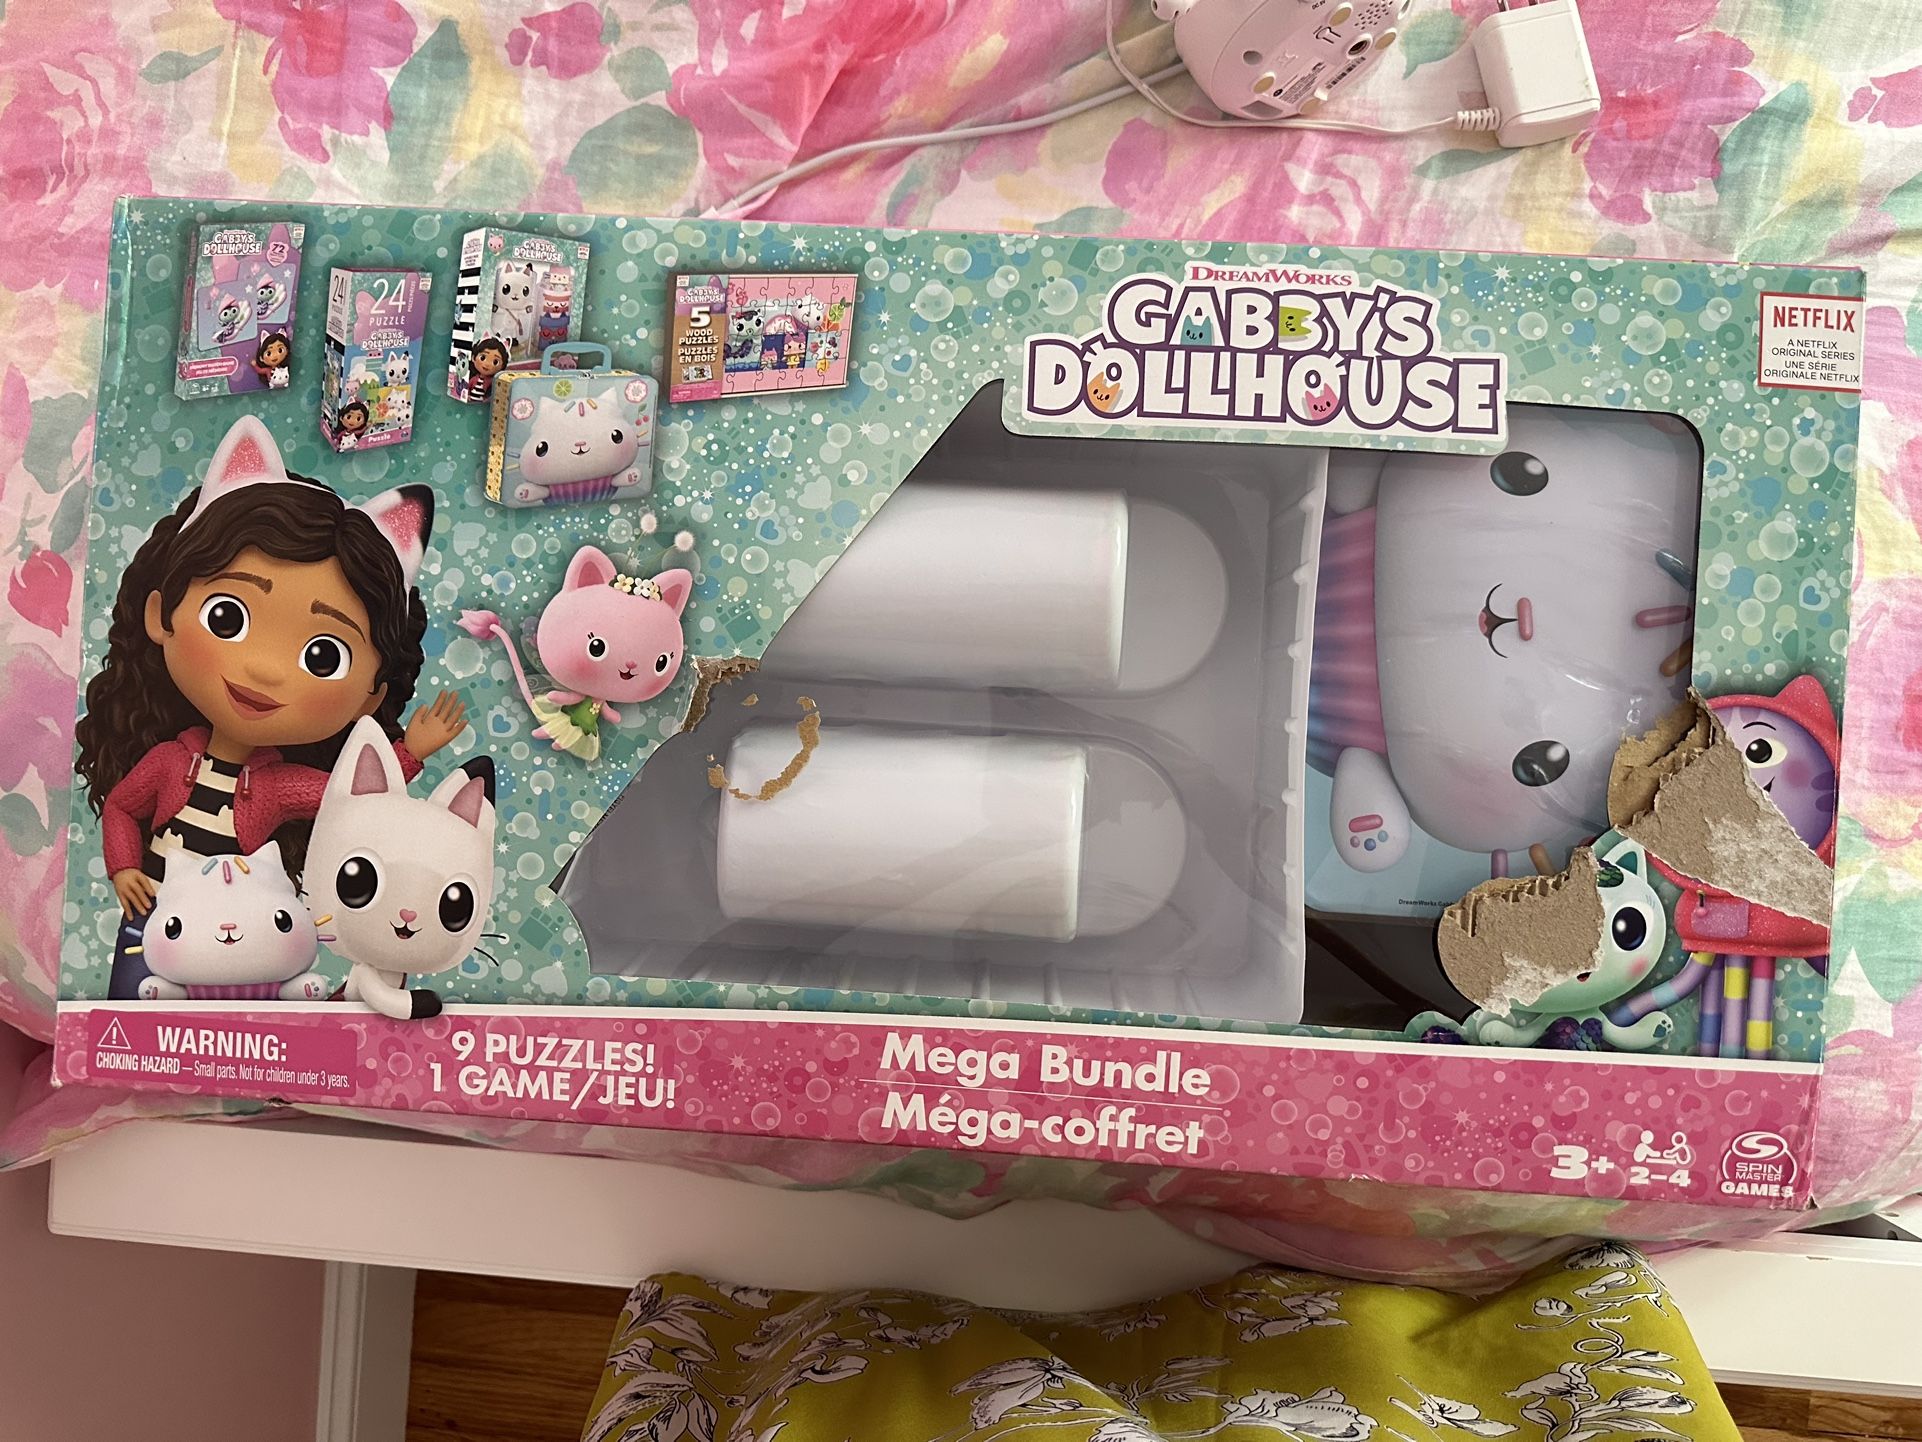 GABBY'S
DOLLHOUSE
72
24
24
PUZZLE
GABBY'S
DOLLHOUSE
Puzzle
GABBY'S
DOLLHOUSE
GABBY'S
DOLLHOUSE
5
WOOD
PUZZLES
PUZZLES
EN BOIS
DREAMWORKS
GABBY'S
DOLLHOUSE
NETFLIX
A NETFLIX
ORIGINAL SERIES
UNE SÉRIE
ORIGINALE NETFLIX
WARNING:
CHOKING HAZARD — Small parts. Not for children under 3 years.
9 PUZZLES!
1 GAME/JEU!
Mega Bundle
Méga-coffret
3+
2-4
SPIN
MASTER
GAMES